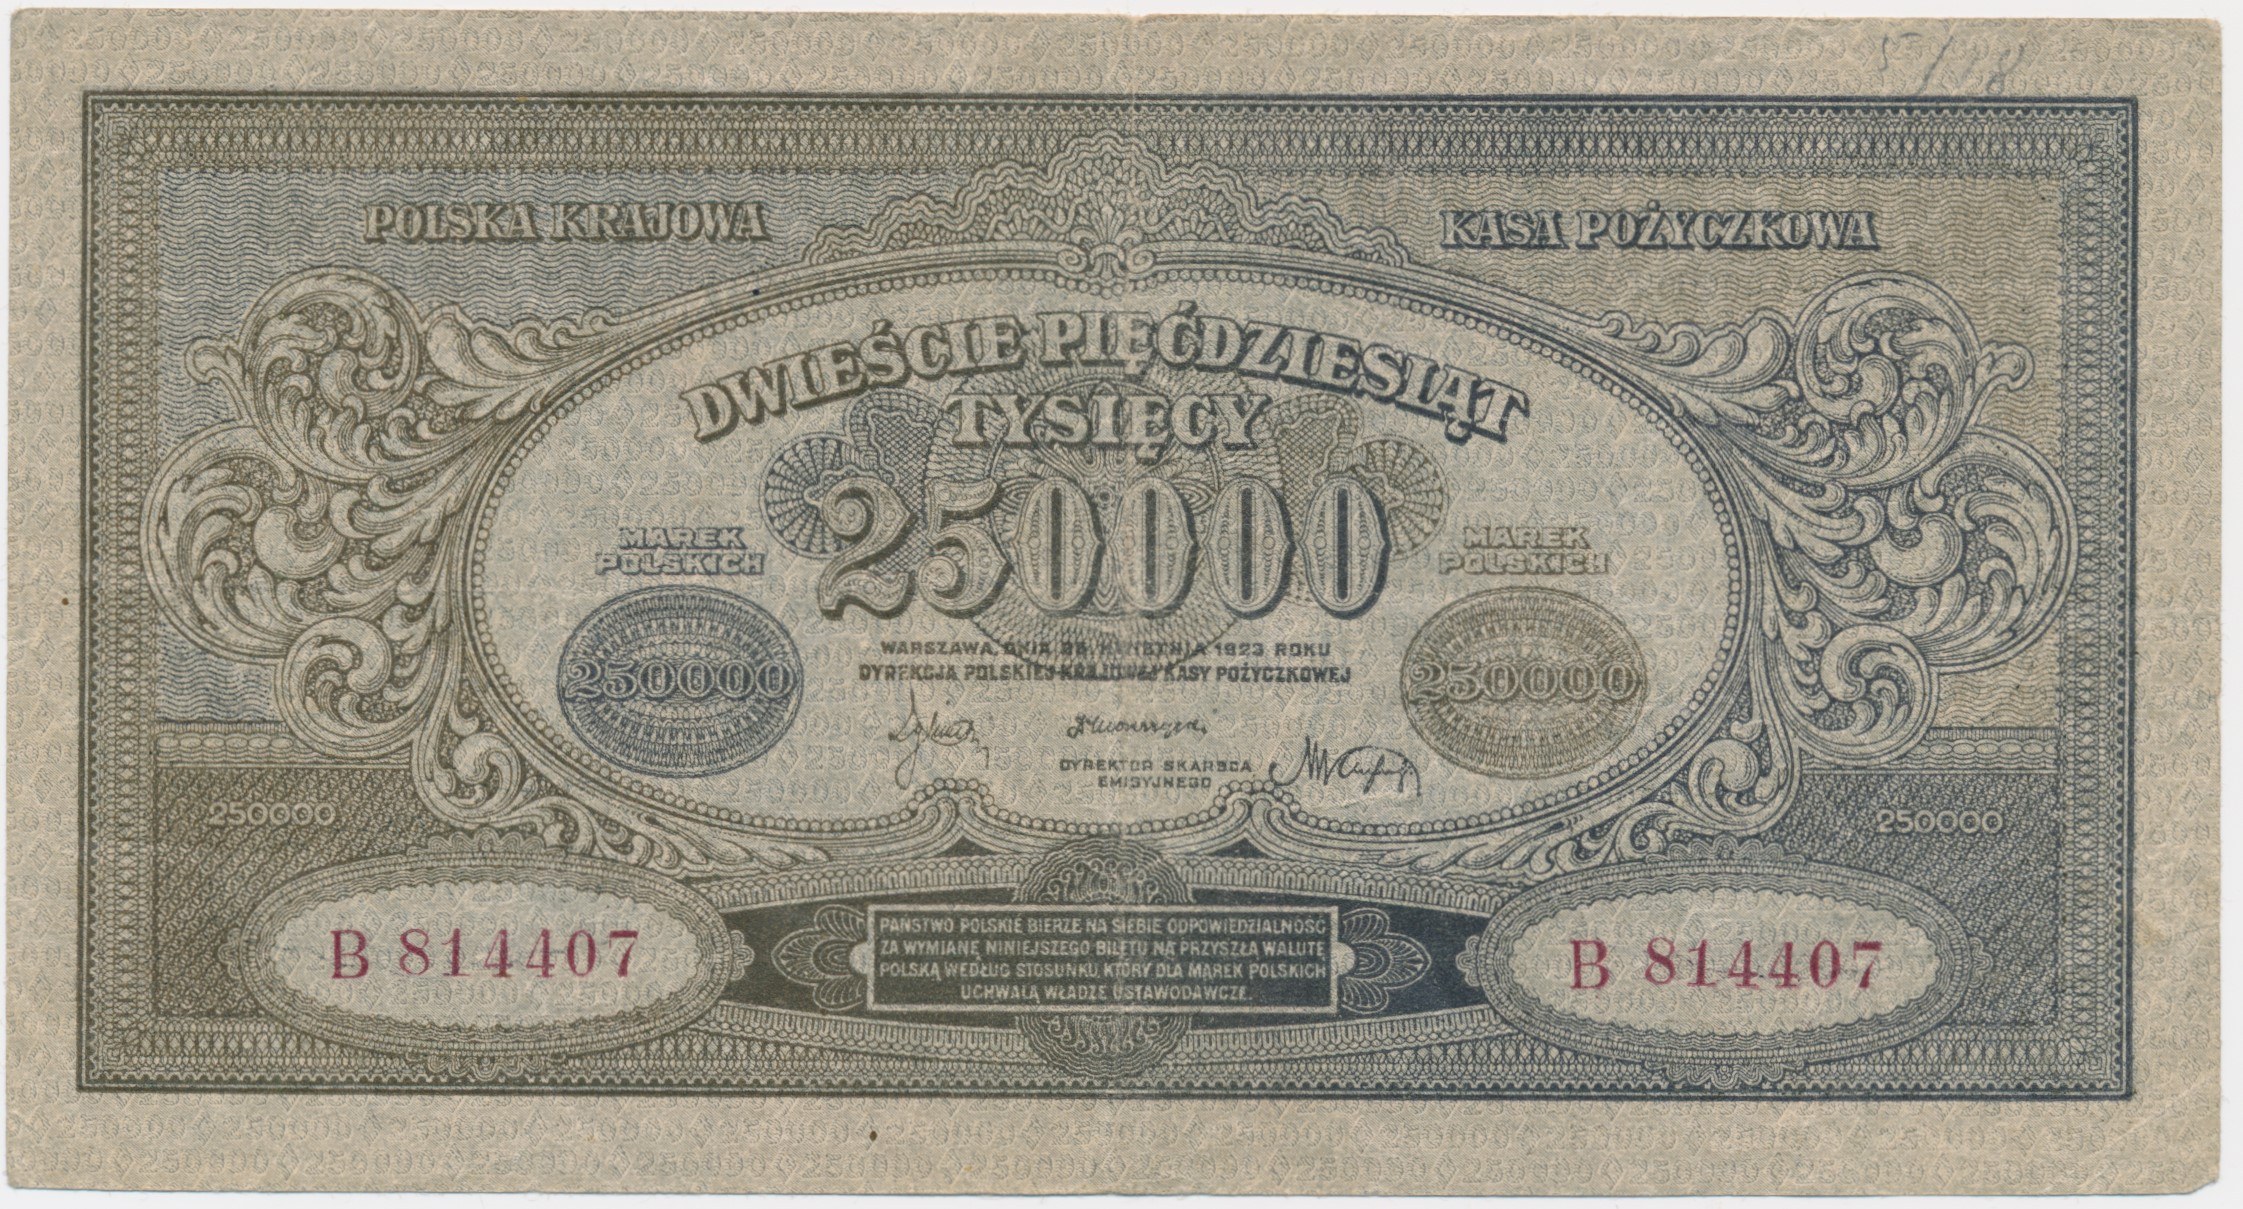 5/18
POLSKA KRAJOWA
KASA POŻYCZKOWA
DWIEŚCIE PIĘĆDZIESIĄT
TYSIĘCY
250000
MAREK
POLSKICH
MAREK
POLSKICH
250000
250000
WARSZAWA, DNIA 25. KWIETNIA 1923 ROKU
DYREKCJA POLSKIEJ KRAJOWEJ KASY POŻYCZKOWEJ
DYREKTOR SKARBCA
EMISYJNEGO
250000
250000
B 814407
B 814407
PAŃSTWO POLSKIE BIERZE NA SIEBIE ODPOWIEDZIALNOŚĆ
ZA WYMIANĘ NINIEJSZEGO BILETU NA PRZYSZŁĄ WALUTĘ
POLSKĄ WEDŁUG STOSUNKU, KTÓRY DLA MAREK POLSKICH
UCHWALĄ WŁADZE USTAWODAWCZE.